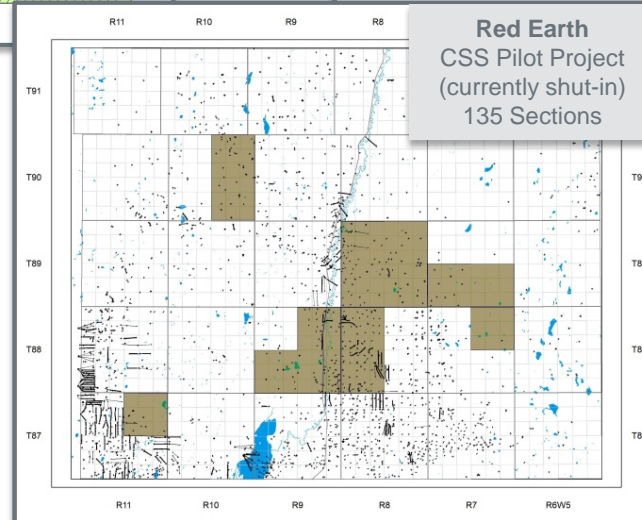 R11 R10 R9 R8
Red Earth
CSS Pilot Project
(currently shut-in)
135 Sections
T91
T90 T9
T89 T8
T88 T8
T87 T8
R11 R10 R9 R8 R7 R6W5